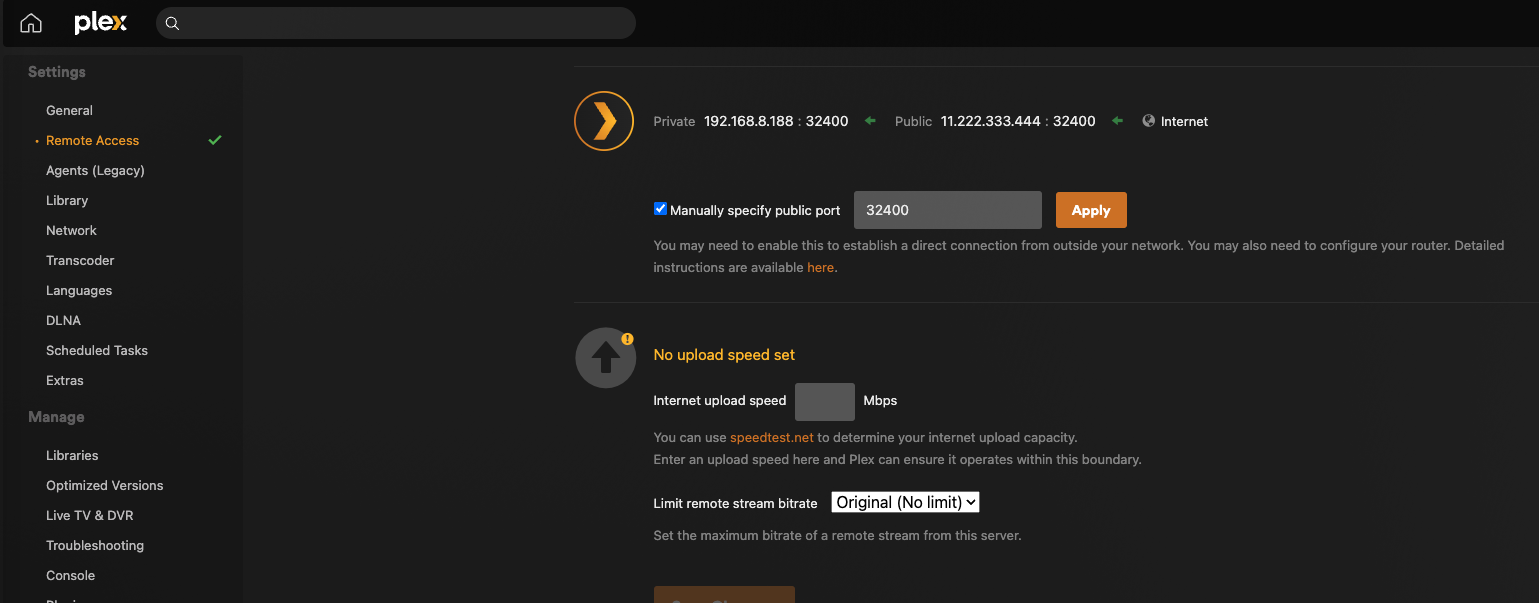 plex
Settings
General
Remote Access
Agents (Legacy)
Library
Network
Transcoder
Languages
DLNA
Scheduled Tasks
Extras
Manage
Libraries
Optimized Versions
Live TV & DVR
Troubleshooting
Console
Private 192.168.8.188 : 32400 Public 11.222.333.444 : 32400 Internet
Manually specify public port 32400 Apply
You may need to enable this to establish a direct connection from outside your network. You may also need to configure your router. Detailed
instructions are available here.
No upload speed set
Internet upload speed Mbps
You can use speedtest.net to determine your internet upload capacity.
Enter an upload speed here and Plex can ensure it operates within this boundary.
Limit remote stream bitrate Original (No limit)
Set the maximum bitrate of a remote stream from this server.